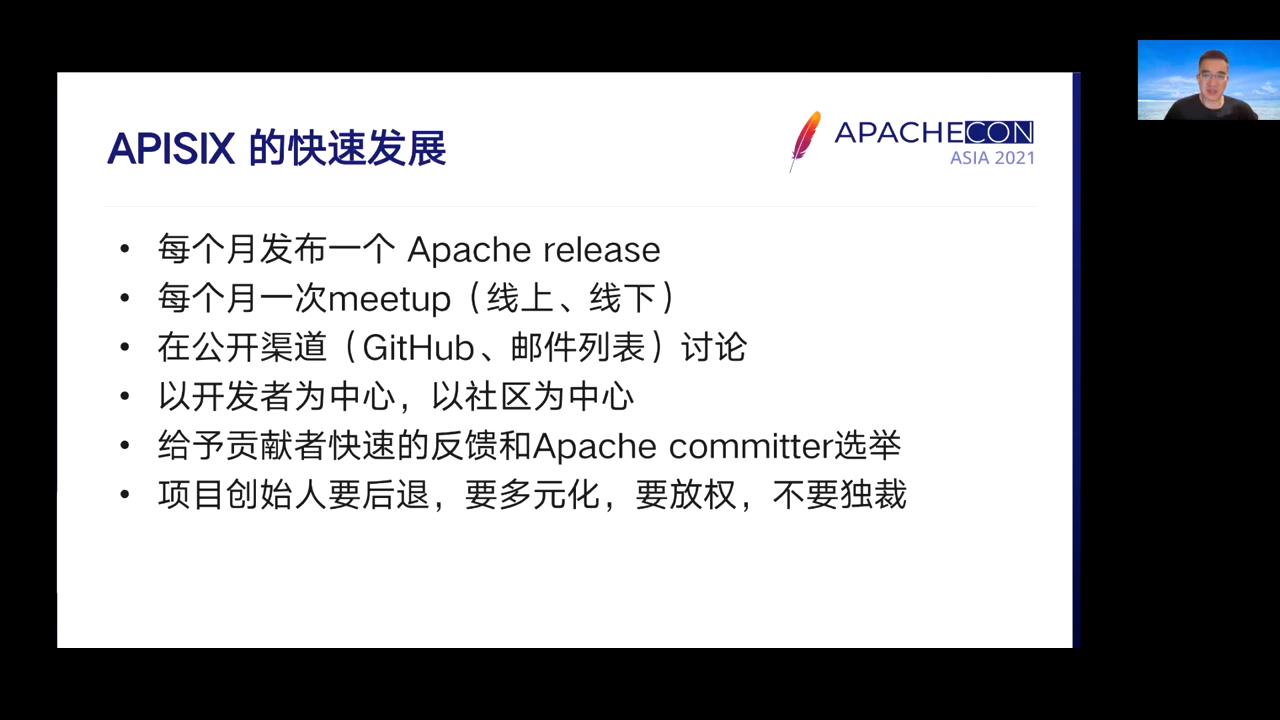 APISIX 的快速发展
APACHECON
ASIA 2021
• 每个月发布一个 Apache release
• 每个月一次meetup（线上、线下）
• 在公开渠道（GitHub、邮件列表）讨论
• 以开发者为中心，以社区为中心
• 给予贡献者快速的反馈和Apache committer选举
• 项目创始人要后退，要多元化，要放权，不要独裁